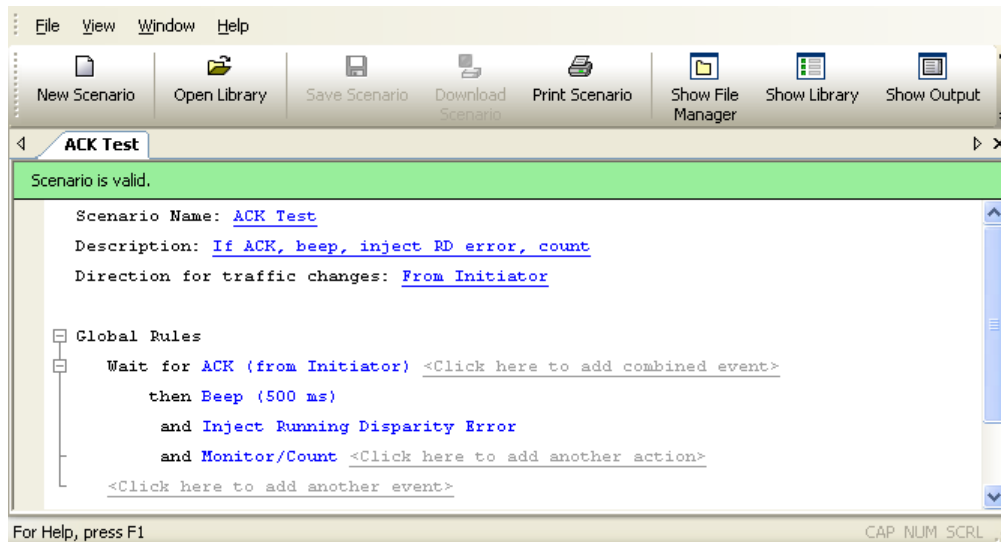 File View Window Help
New Scenario Open Library Save Scenario Download Scenario Print Scenario Show File Manager Show Library Show Output
ACK Test
Scenario is valid.
Scenario Name: ACK Test
Description: If ACK, beep, inject RD error, count
Direction for traffic changes: From Initiator
Global Rules
Wait for ACK (from Initiator) <Click here to add combined event>
then Beep (500 ms)
and Inject Running Disparity Error
and Monitor/Count <Click here to add another action>
<Click here to add another event>
For Help, press F1 CAP NUM SCRL